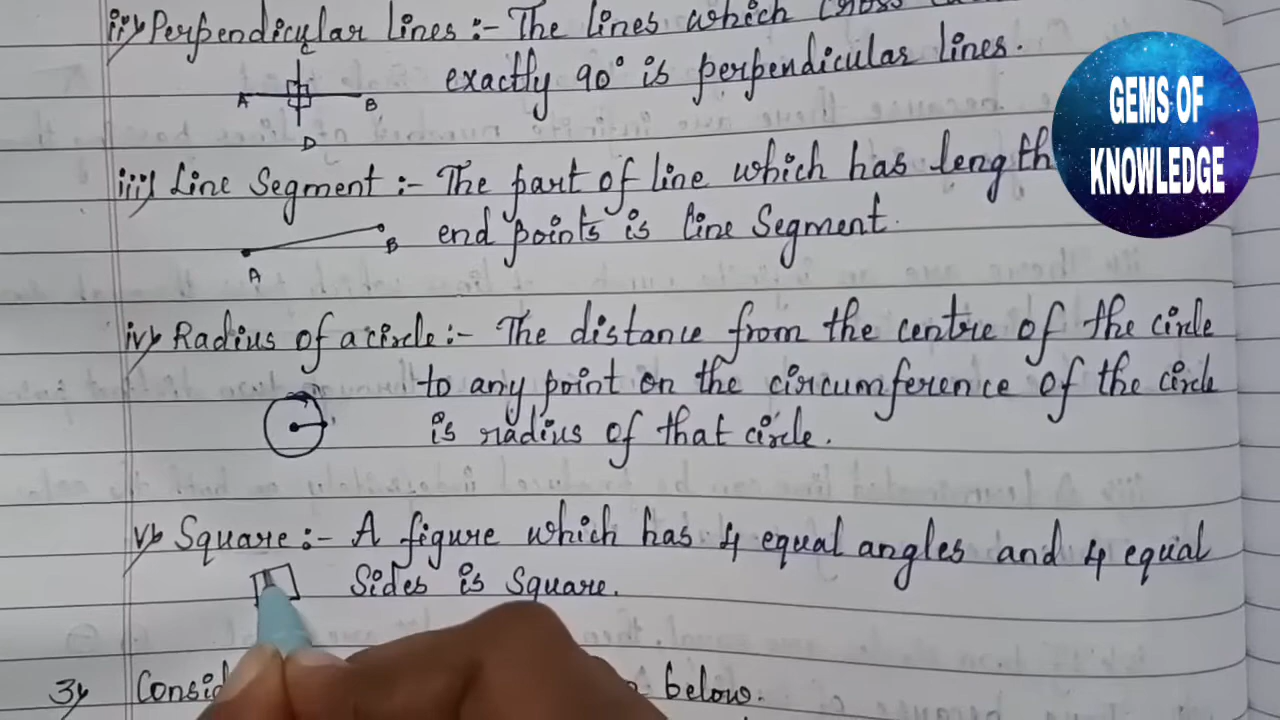 ii) Perpendicular lines :- The lines which cross
exactly 90° is perpendicular lines.
A B
D
iii) Line Segment :- The part of line which has length
end points is line Segment.
A B
iv) Radius of a circle :- The distance from the centre of the circle
to any point on the circumference of the circle
is radius of that circle.
v) Square :- A figure which has 4 equal angles and 4 equal
Sides is Square.
3) below.
GEMS OF
KNOWLEDGE